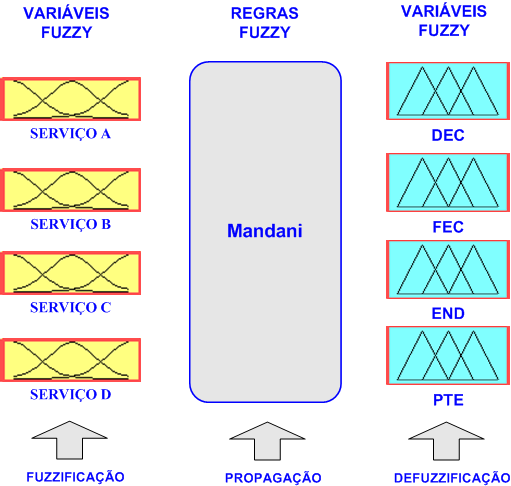 VARIÁVEIS
FUZZY
REGRAS
FUZZY
VARIÁVEIS
FUZZY
SERVIÇO A
SERVIÇO B
SERVIÇO C
SERVIÇO D
Mandani
DEC
FEC
END
PTE
FUZZIFICAÇÃO
PROPAGAÇÃO
DEFUZZIFICAÇÃO